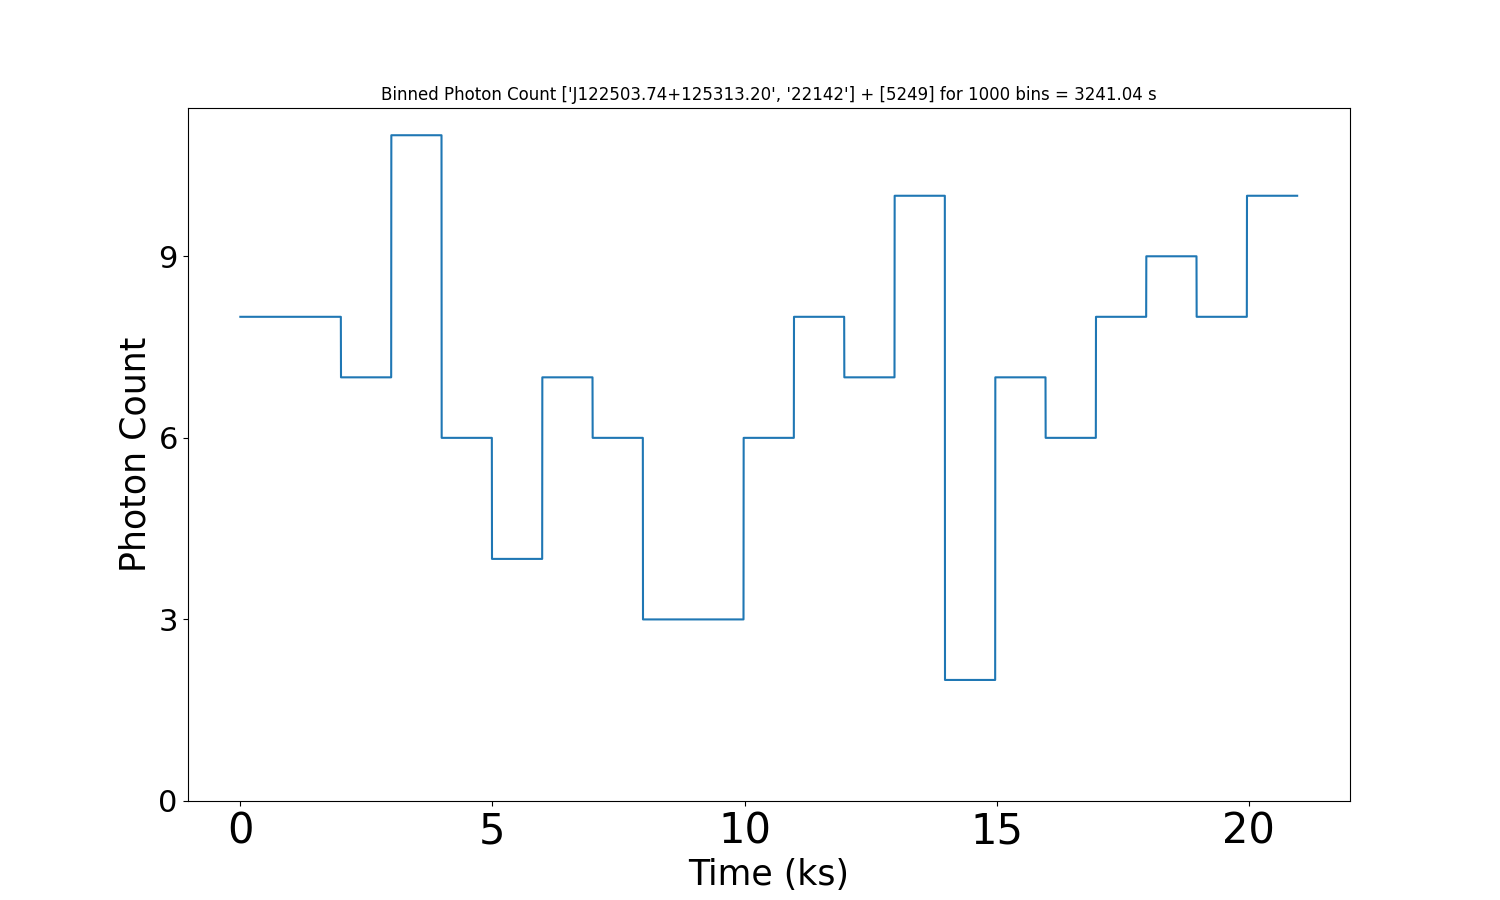 Binned Photon Count ['J122503.74+125313.20', '22142'] + [5249] for 1000 bins = 3241.04 s
Photon Count
9
6
3
0
0 5 10 15 20
Time (ks)